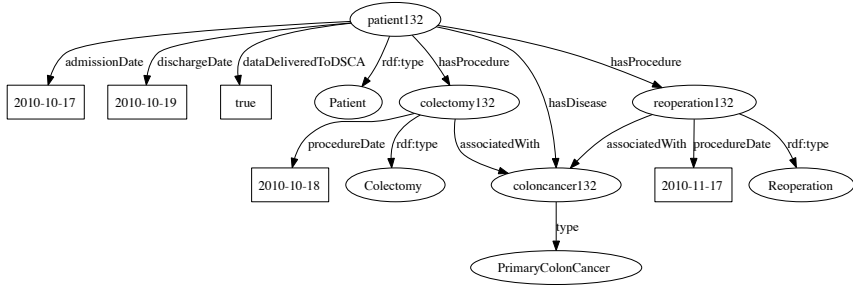 patient132
admissionDate
dischargeDate
dataDeliveredToDSCA
rdf:type
hasProcedure
hasProcedure
2010-10-17
2010-10-19
true
Patient
colectomy132
hasDisease
reoperation132
procedureDate
rdf:type
associatedWith
associatedWith
procedureDate
rdf:type
2010-10-18
Colectomy
coloncancer132
2010-11-17
Reoperation
type
PrimaryColonCancer